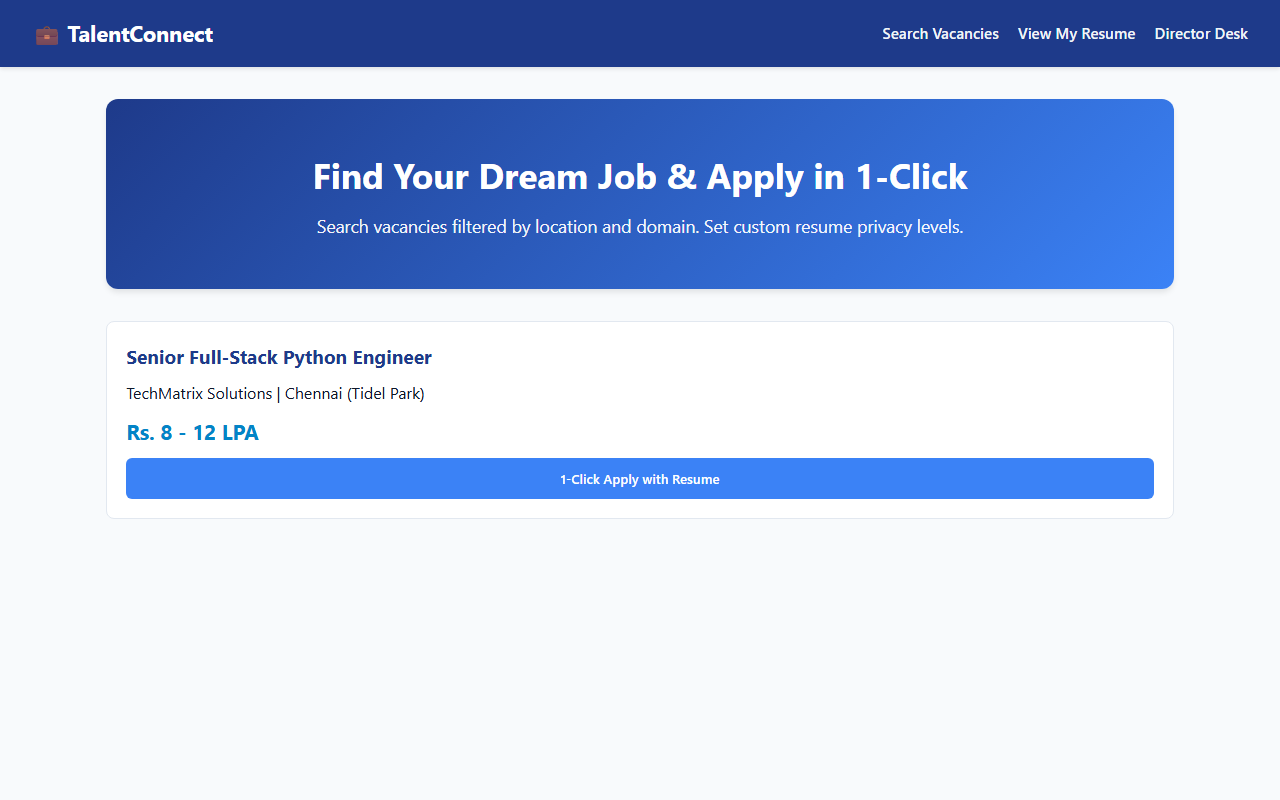 TalentConnect
Search Vacancies
View My Resume
Director Desk
Find Your Dream Job & Apply in 1-Click
Search vacancies filtered by location and domain. Set custom resume privacy levels.
Senior Full-Stack Python Engineer
TechMatrix Solutions | Chennai (Tidel Park)
Rs. 8 - 12 LPA
1-Click Apply with Resume